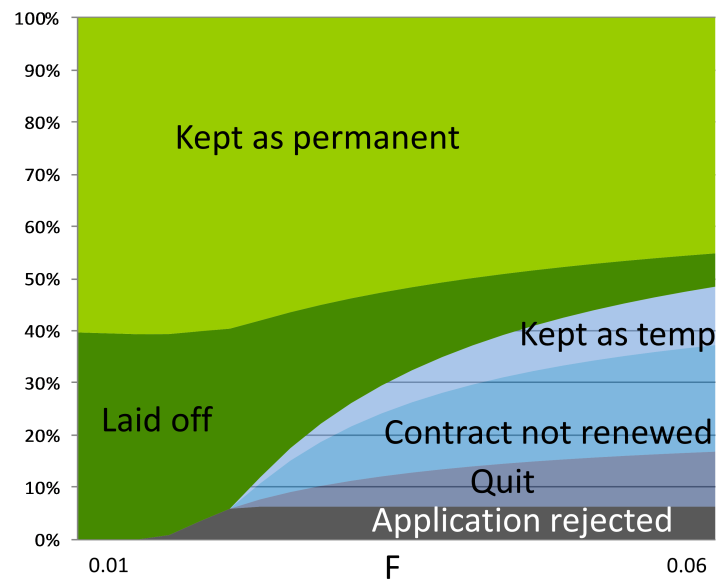 100%
90%
80%
Kept as permanent
70%
60%
50%
40%
Kept as temp
30%
Laid off
20%
Contract not renewed
10%
Quit
Application rejected
0%
0.01
F
0.06